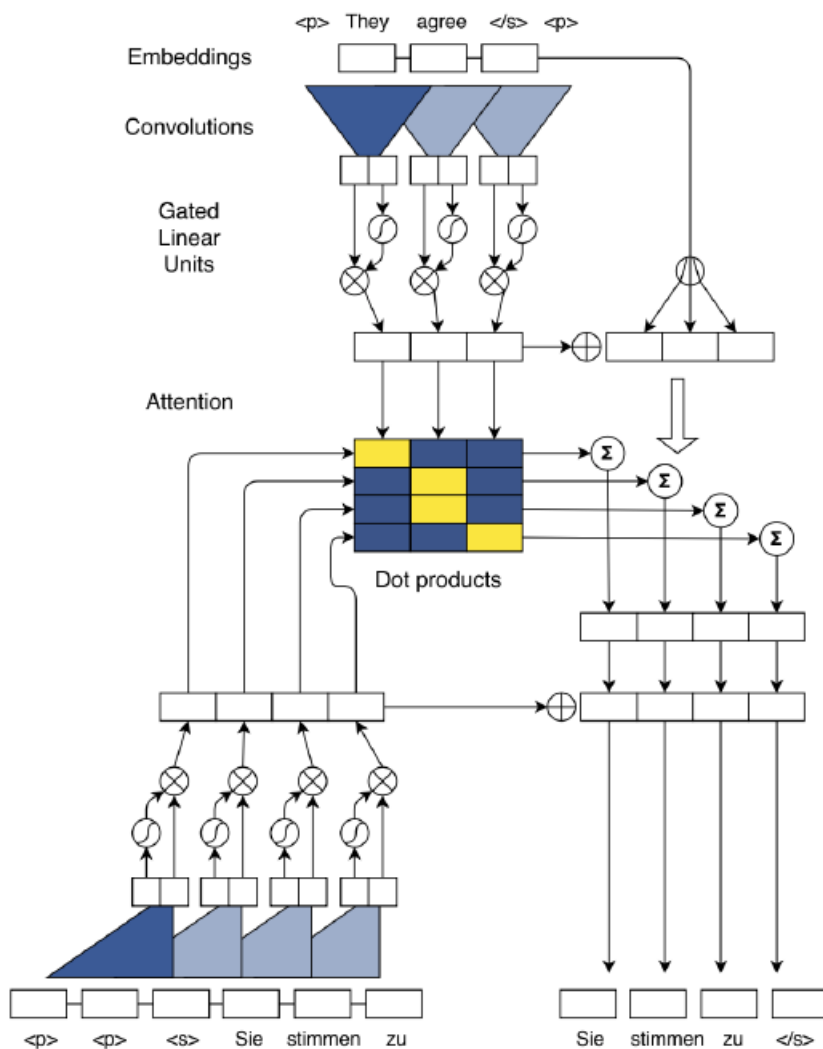 <p> They agree </s> <p>
Embeddings
Convolutions
Gated
Linear
Units
Attention
Σ
Σ
Σ
Σ
Dot products
<p> <p> <s> Sie stimmen zu
Sie stimmen zu </s>